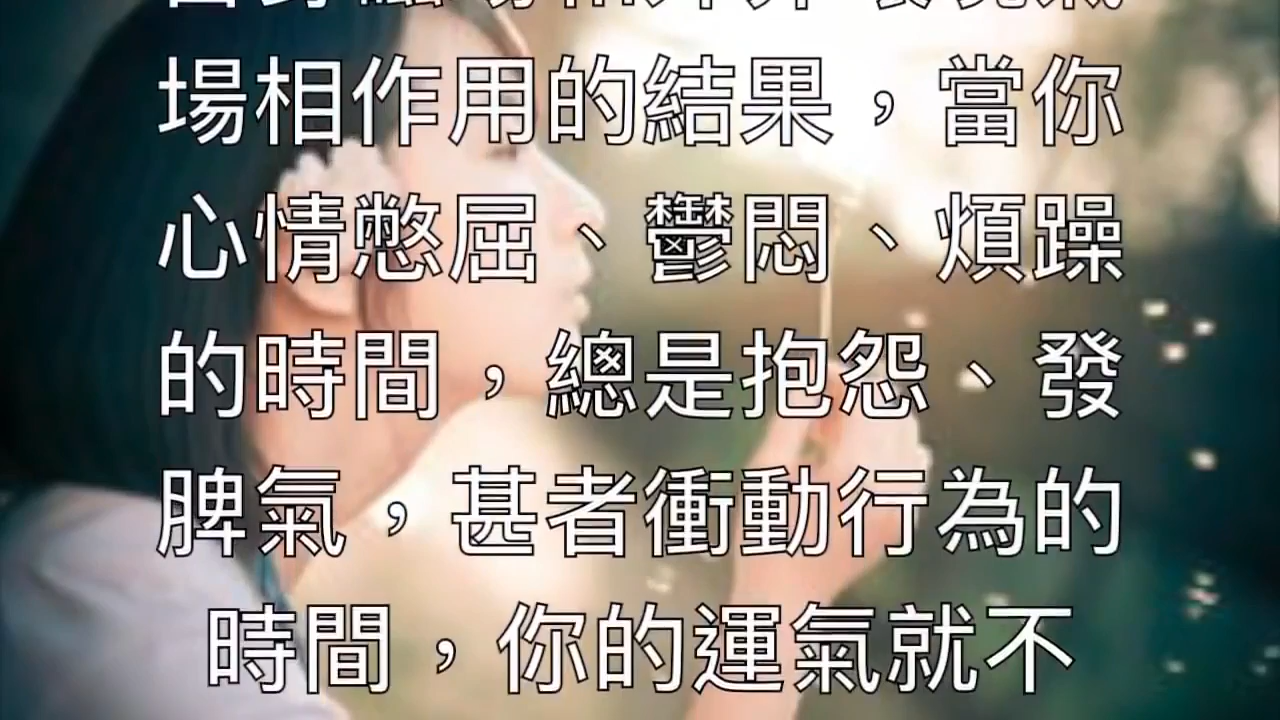 場相作用的結果，當你
心情憋屈、鬱悶、煩躁
的時間，總是抱怨、發
脾氣，甚者衝動行為的
時間，你的運氣就不